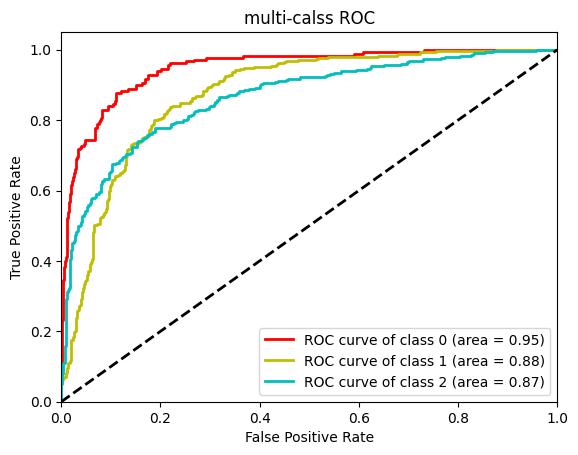 multi-calss ROC
True Positive Rate
1.0
0.8
0.6
0.4
0.2
0.0
ROC curve of class 0 (area = 0.95)
ROC curve of class 1 (area = 0.88)
ROC curve of class 2 (area = 0.87)
0.0 0.2 0.4 0.6 0.8 1.0
False Positive Rate